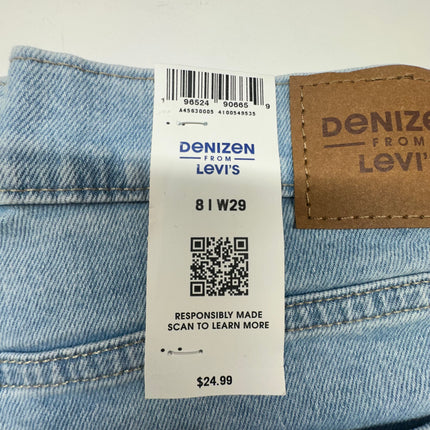 1 96524 90665 9
A45630005 4100549535
DENIZEN
FROM
LEVI'S
8 | W29
RESPONSIBLY MADE
SCAN TO LEARN MORE
$24.99
DENIZEN
FROM
LEVI'S